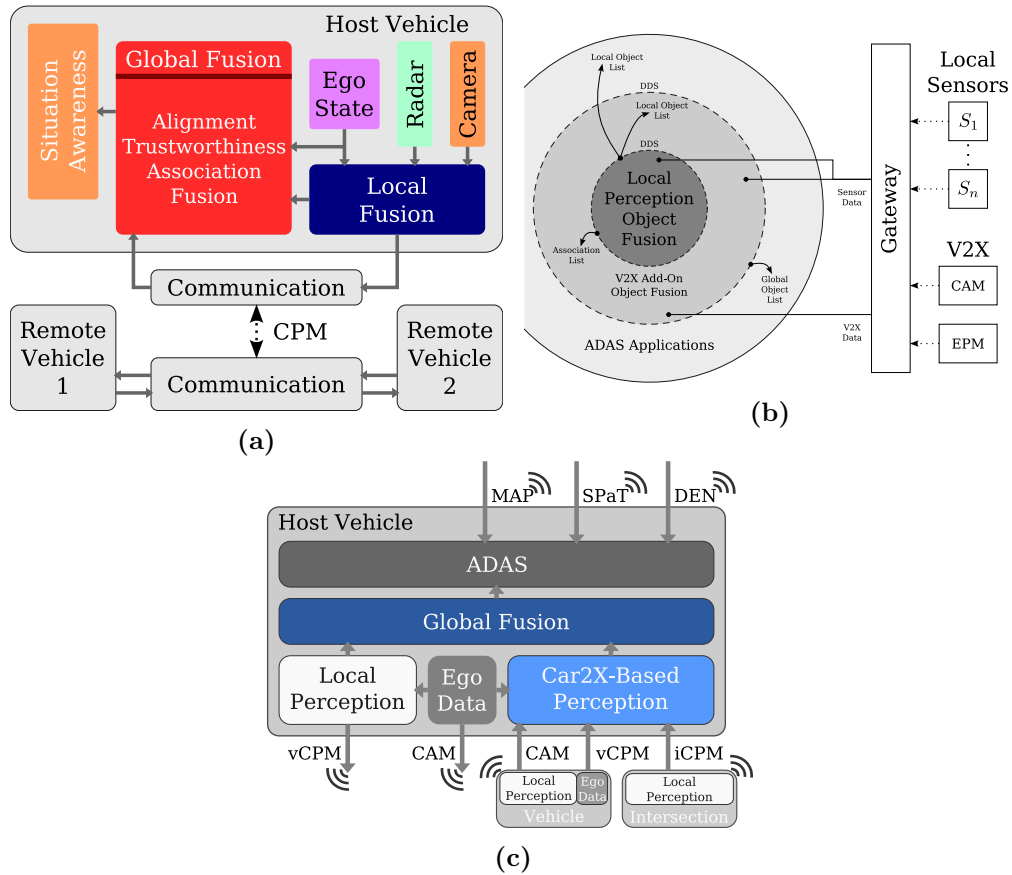 Host Vehicle
Situation
Awareness
Global Fusion
Alignment
Trustworthiness
Association
Fusion
Ego
State
Radar
Camera
Local
Fusion
Communication
CPM
Remote
Vehicle
1
Communication
Remote
Vehicle
2
(a)
Local Object
List
DDS
Local Object
List
DDS
Local
Perception
Object
Fusion
Association
List
V2X Add-On
Object Fusion
Global
Object
List
ADAS Applications
Sensor
Data
V2X
Data
Gateway
Local
Sensors
S1
Sn
V2X
CAM
EPM
(b)
MAP
SPaT
DEN
Host Vehicle
ADAS
Global Fusion
Local
Perception
Ego
Data
Car2X-Based
Perception
vCPM
CAM
CAM
vCPM
iCPM
Local
Perception
Ego
Data
Vehicle
Local
Perception
Intersection
(c)